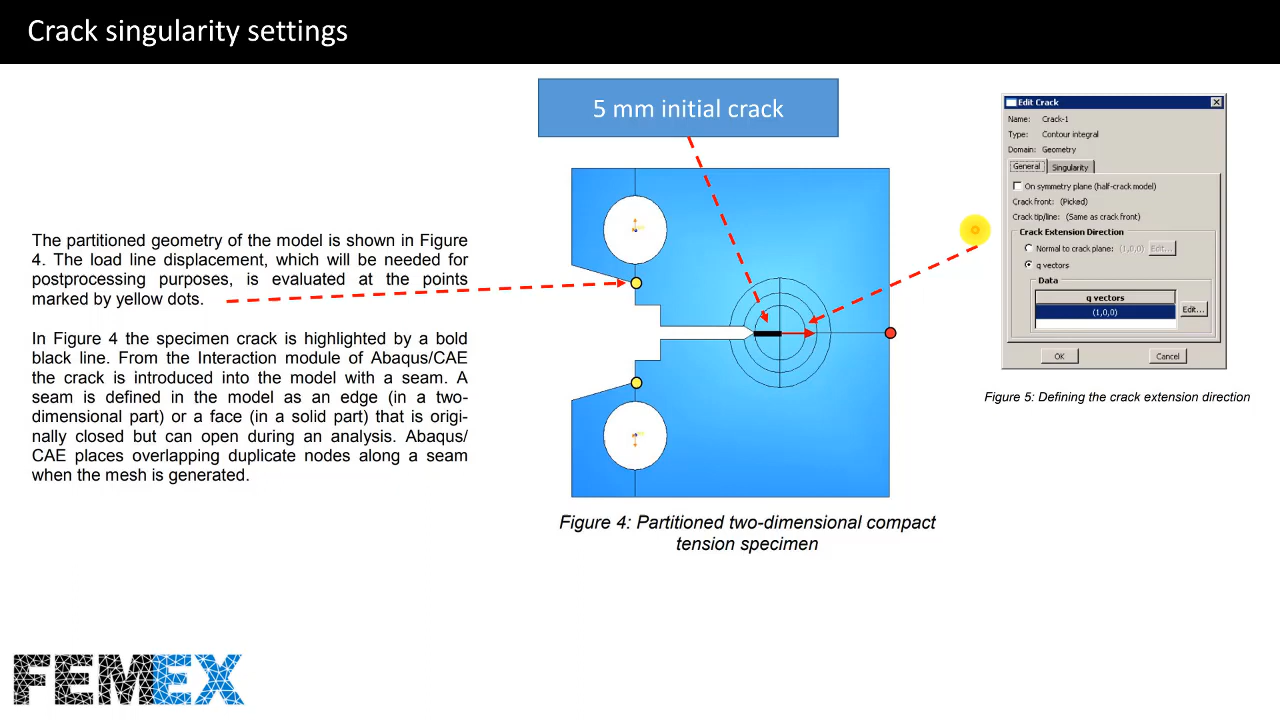 Crack singularity settings
5 mm initial crack
The partitioned geometry of the model is shown in Figure
4. The load line displacement, which will be needed for
postprocessing purposes, is evaluated at the points
marked by yellow dots.
In Figure 4 the specimen crack is highlighted by a bold
black line. From the Interaction module of Abaqus/CAE
the crack is introduced into the model with a seam. A
seam is defined in the model as an edge (in a two-
dimensional part) or a face (in a solid part) that is origi-
nally closed but can open during an analysis. Abaqus/
CAE places overlapping duplicate nodes along a seam
when the mesh is generated.
Figure 4: Partitioned two-dimensional compact
tension specimen
Edit Crack
Name: Crack-1
Type: Contour integral
Domain: Geometry
General Singularity
On symmetry plane (half-crack model)
Crack front: (Picked)
Crack tip/line: (Same as crack front)
Crack Extension Direction
Normal to crack plane: (1,0,0) Edit...
q vectors
Data
q vectors
(1,0,0)
Edit...
OK Cancel
Figure 5: Defining the crack extension direction
FEMEX